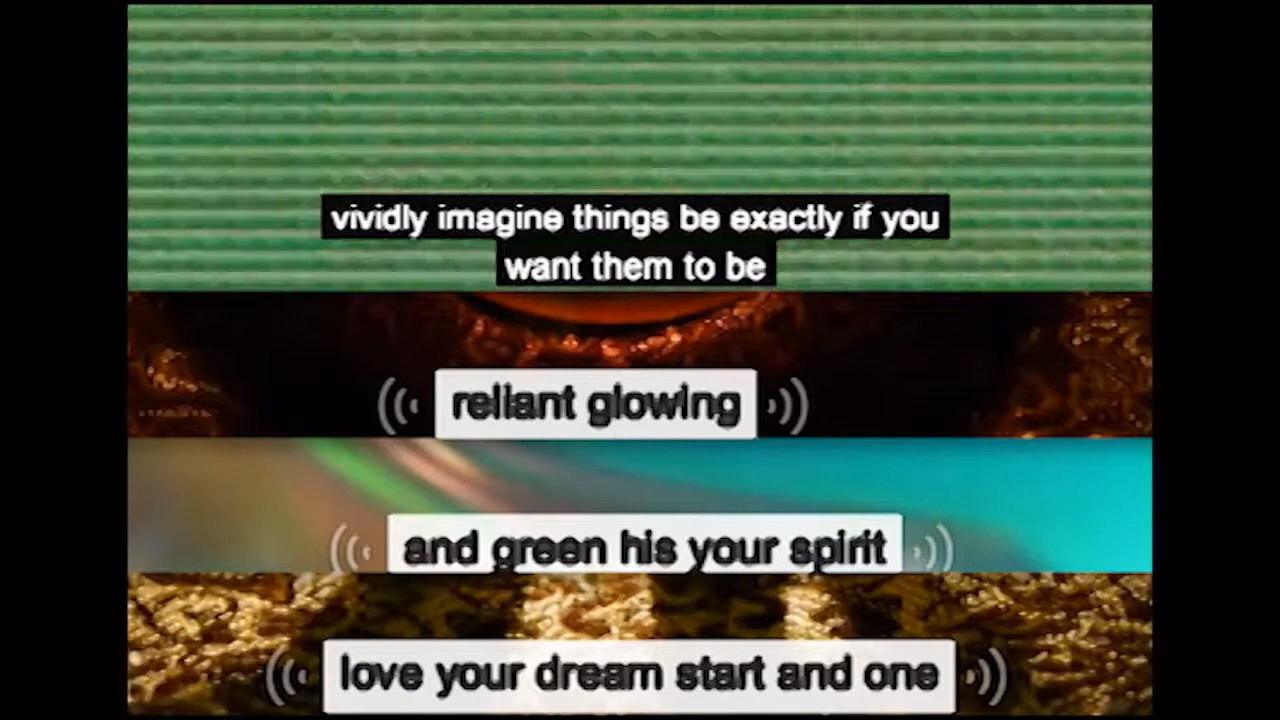 vividly imagine things be exactly if you
want them to be
reliant glowing
and green his your spirit
love your dream start and one